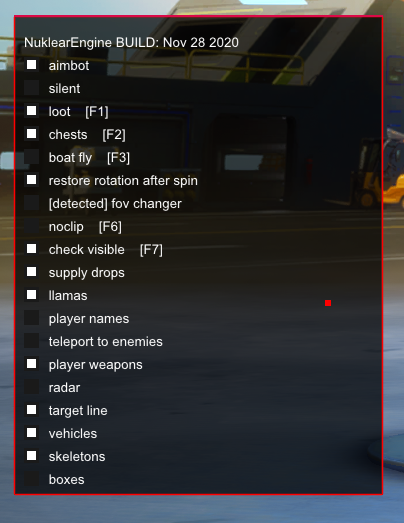 NuklearEngine BUILD: Nov 28 2020
aimbot
silent
loot [F1]
chests [F2]
boat fly [F3]
restore rotation after spin
[detected] fov changer
noclip [F6]
check visible [F7]
supply drops
llamas
player names
teleport to enemies
player weapons
radar
target line
vehicles
skeletons
boxes